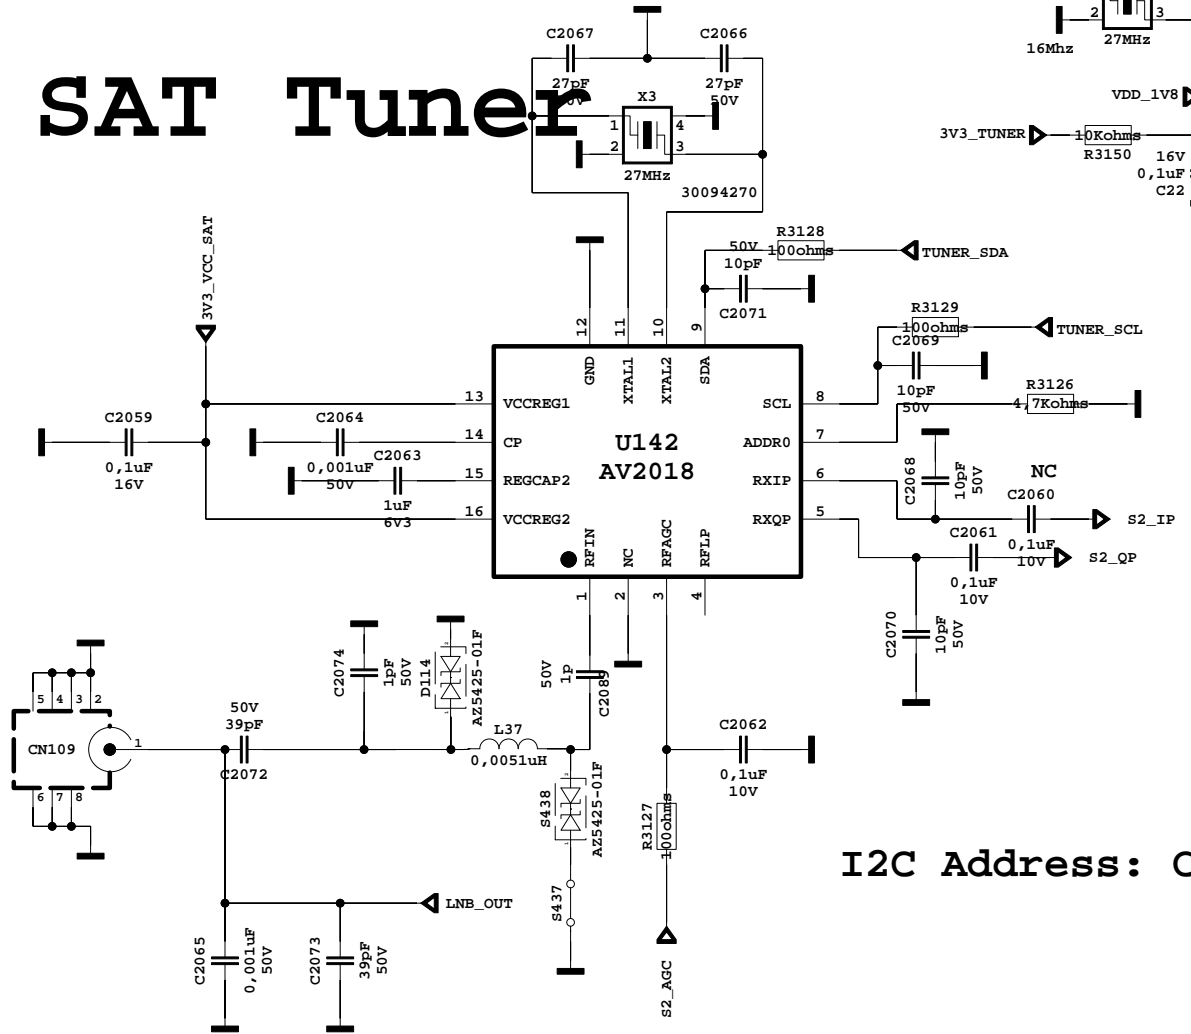 SAT Tuner
C2067
27pF
50V
C2066
27pF
50V
X3
1
4
2
3
27MHz
30094270
2
3
16Mhz
27MHz
VDD_1V8
3V3_TUNER
10Kohms
R3150
16V
0,1uF
C22
3V3_VCC_SAT
R3128
50V
100ohms
10pF
C2071
TUNER_SDA
R3129
100ohms
C2069
10pF
50V
TUNER_SCL
R3126
4,7Kohms
12
11
10
9
GND
XTAL1
XTAL2
SDA
13
VCCREG1
14
CP
15
REGCAP2
16
VCCREG2
U142
AV2018
SCL
8
ADDR0
7
RXIP
6
RXQP
5
RFIN
NC
RFAGC
RFLP
1
2
3
4
C2059
0,1uF
16V
C2064
0,001uF
50V
C2063
1uF
6V3
C2068
10pF
50V
NC
C2060
0,1uF
10V
S2_IP
C2061
0,1uF
10V
S2_QP
C2070
10pF
50V
C2074
1pF
50V
D114
AZ5425-01F
50V
1p
C2089
5
4
3
2
CN109
1
6
7
8
50V
39pF
C2072
L37
0,0051uH
S438
AZ5425-01F
S437
C2062
0,1uF
10V
R3127
100ohms
S2_AGC
LNB_OUT
C2065
0,001uF
50V
C2073
39pF
50V
I2C Address: C